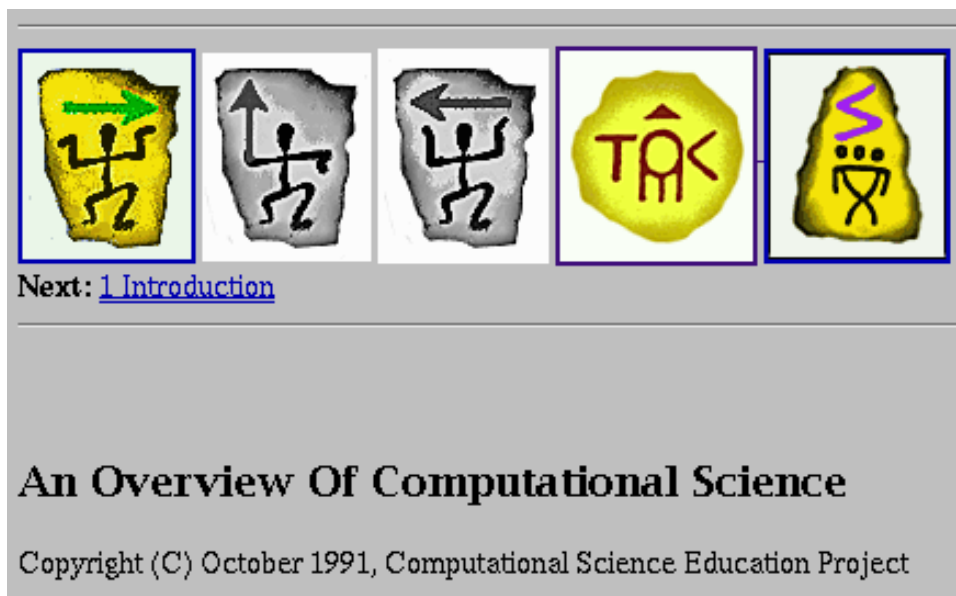 Next: 1 Introduction
An Overview Of Computational Science
Copyright (C) October 1991, Computational Science Education Project